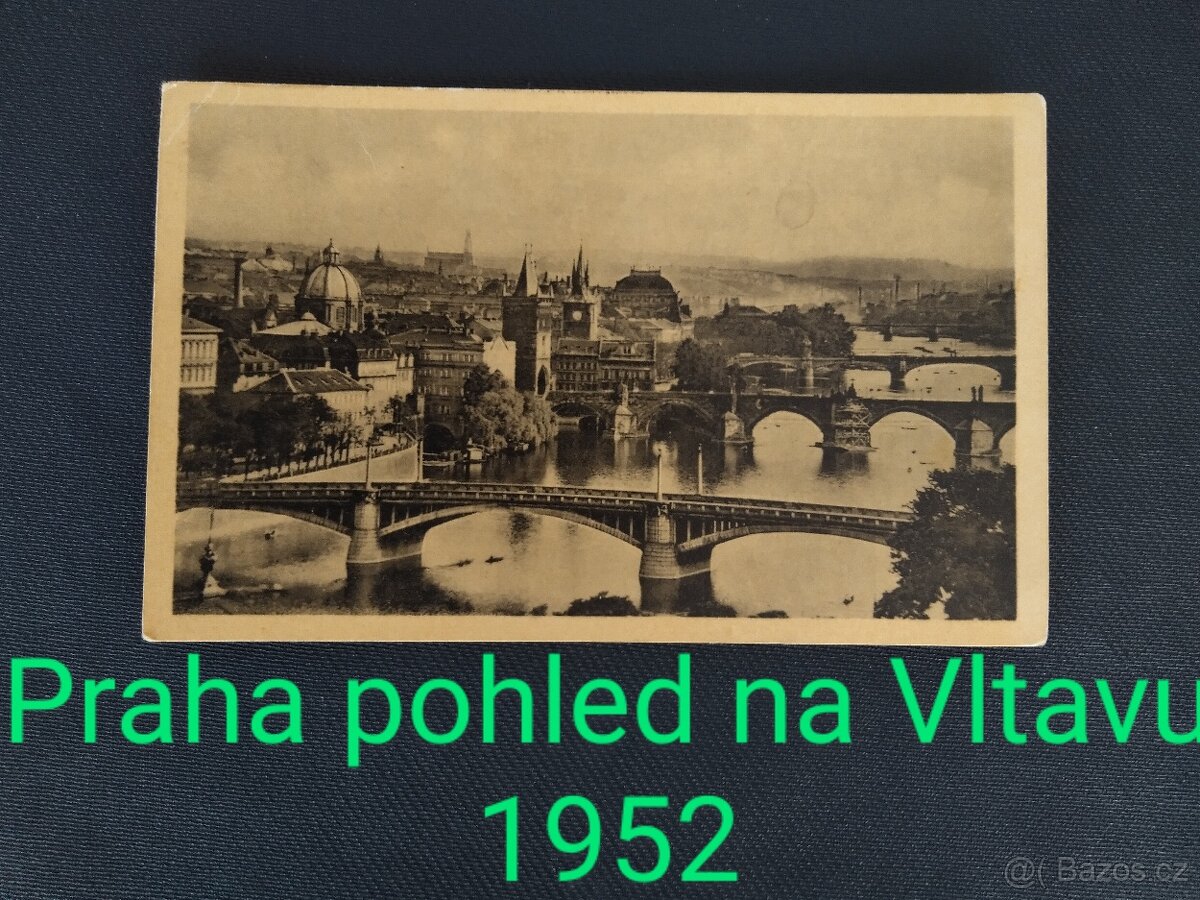 Praha pohled na Vltavu
1952
@( Bazos.cz